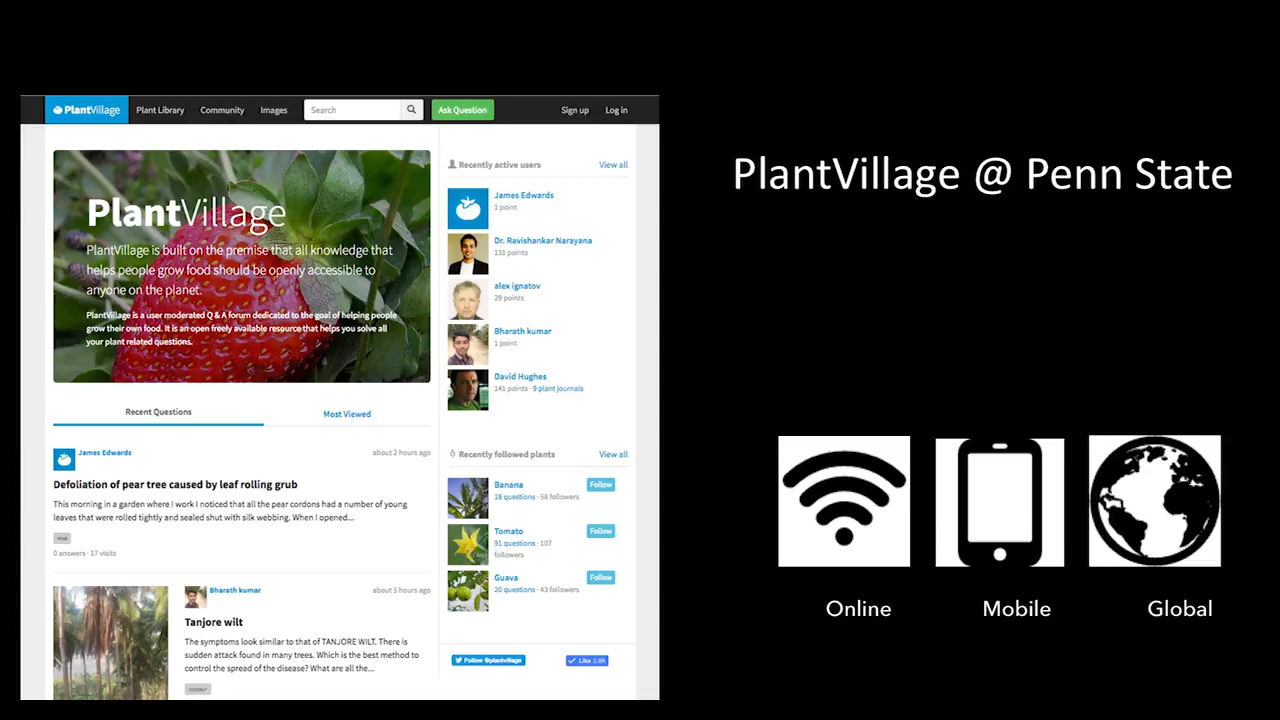 PlantVillage
Plant Library
Community
Images
Search
Ask Question
Sign up
Log in
PlantVillage
PlantVillage is built on the premise that all knowledge that
helps people grow food should be openly accessible to
anyone on the planet.
PlantVillage is a user moderated Q & A forum dedicated to the goal of helping people
grow their own food. It is an open freely available resource that helps you solve all
your plant related questions.
Recent Questions
Most Viewed
James Edwards
about 2 hours ago
Defoliation of pear tree caused by leaf rolling grub
This morning in a garden where I work I noticed that all the pear cordons had a number of young
leaves that were rolled tightly and sealed shut with silk webbing. When I opened...
0 answers · 17 visits
Bharath kumar
about 5 hours ago
Tanjore wilt
The symptoms look similar to that of TANJORE WILT. There is
sudden attack found in many trees. Which is the best method to
control the spread of the disease? What are all the...
Recently active users
View all
James Edwards
1 point
Dr. Ravishankar Narayana
131 points
alex ignatov
29 points
Bharath kumar
1 point
David Hughes
141 points · 9 plant journals
Recently followed plants
View all
Banana
Follow
18 questions · 58 followers
Tomato
Follow
91 questions · 107
followers
Guava
Follow
20 questions · 43 followers
Follow @plantvillage
Like 2.8K
PlantVillage @ Penn State
Online
Mobile
Global